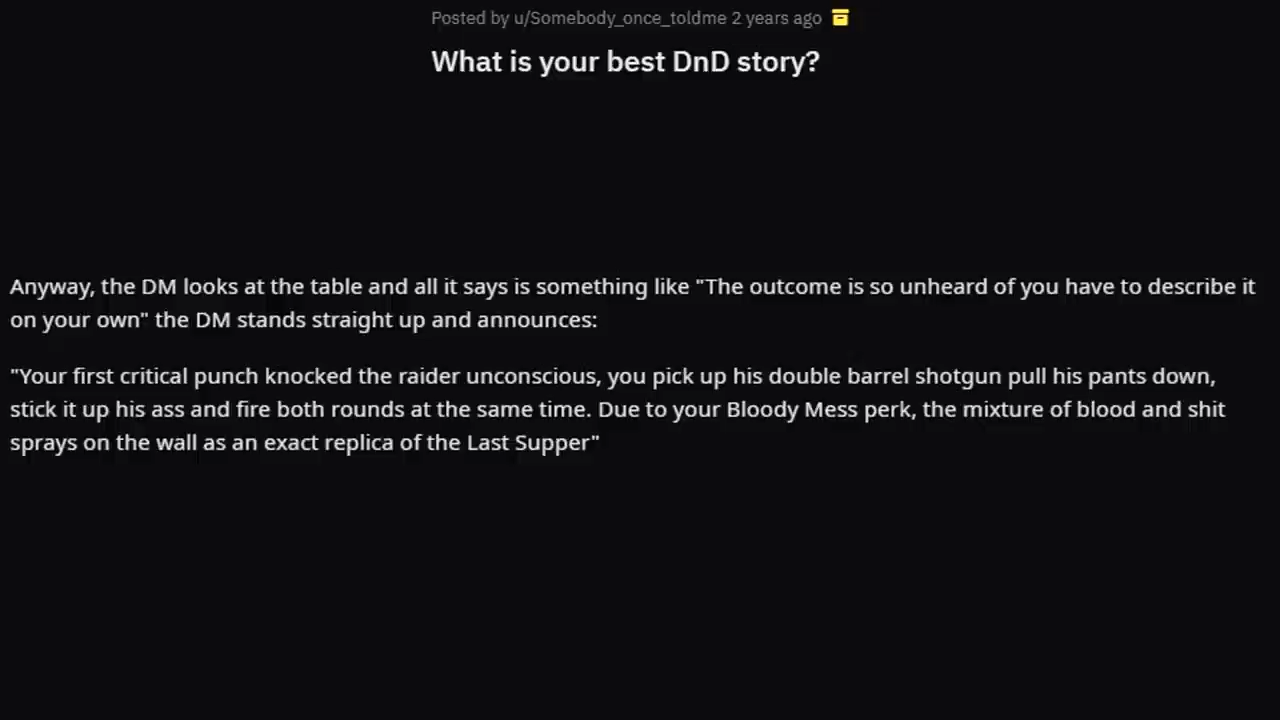 Posted by u/Somebody_once_toldme 2 years ago
What is your best DnD story?
Anyway, the DM looks at the table and all it says is something like "The outcome is so unheard of you have to describe it
on your own" the DM stands straight up and announces:
"Your first critical punch knocked the raider unconscious, you pick up his double barrel shotgun pull his pants down,
stick it up his ass and fire both rounds at the same time. Due to your Bloody Mess perk, the mixture of blood and shit
sprays on the wall as an exact replica of the Last Supper"